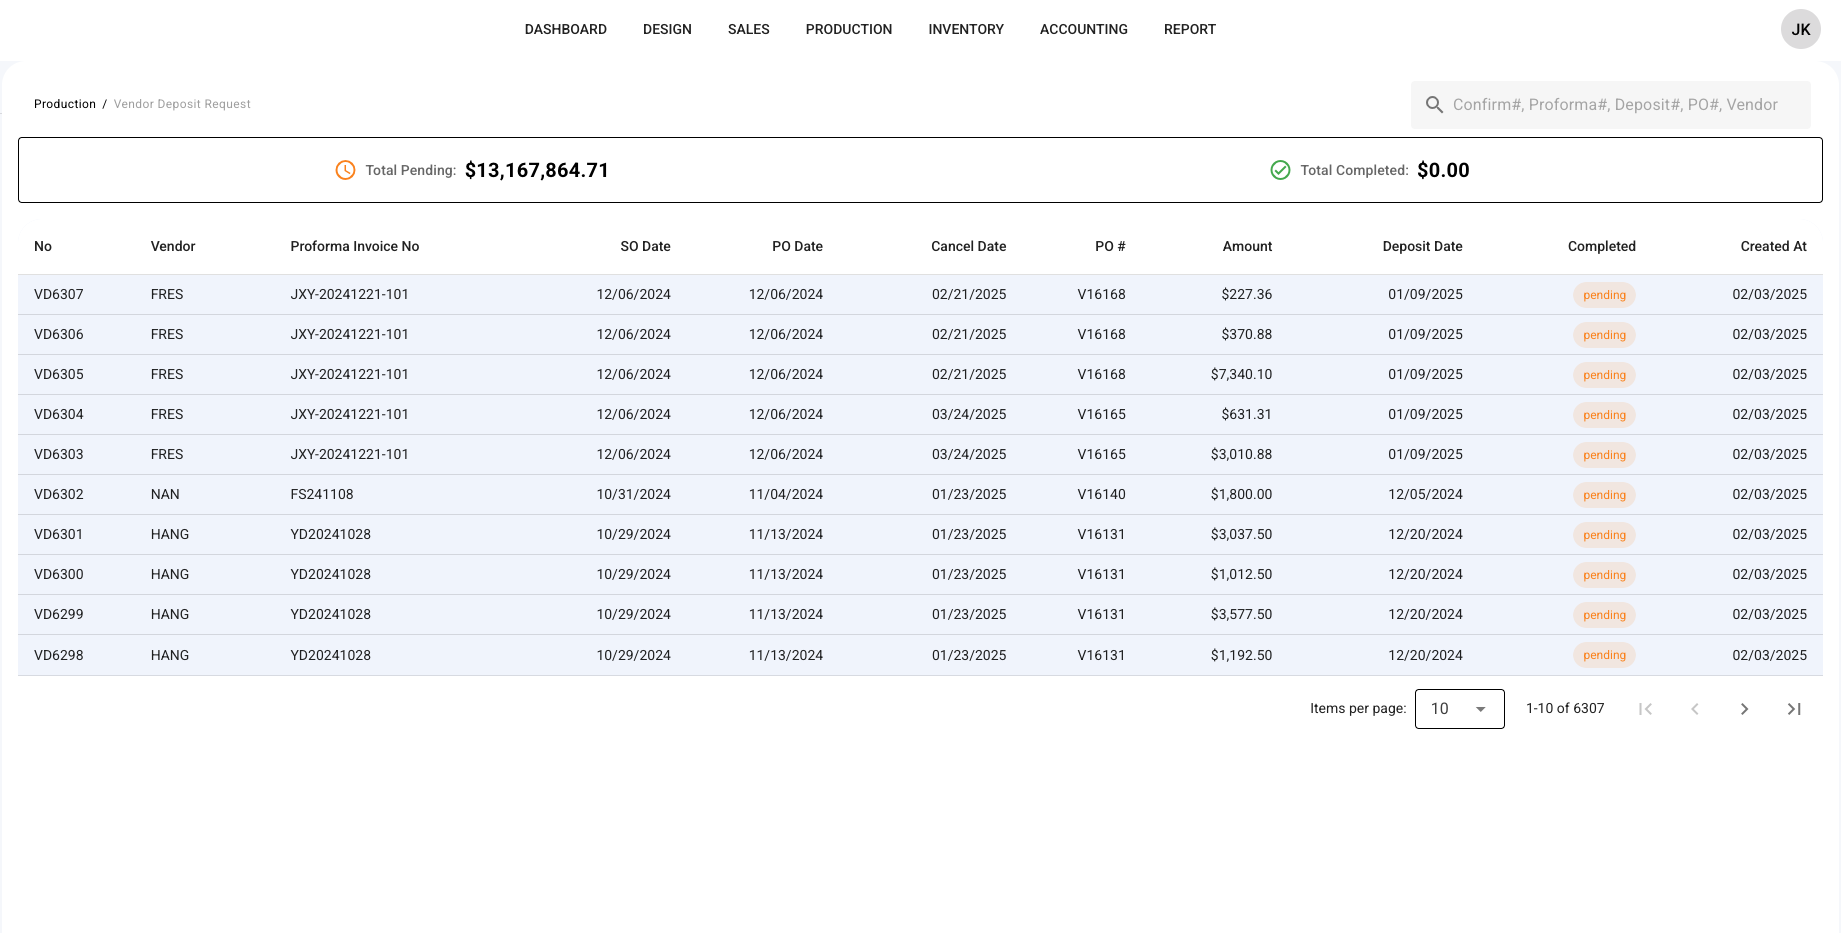 DASHBOARD DESIGN SALES PRODUCTION INVENTORY ACCOUNTING REPORT JK
Production / Vendor Deposit Request
Confirm#, Proforma#, Deposit#, PO#, Vendor
Total Pending: $13,167,864.71 Total Completed: $0.00
No Vendor Proforma Invoice No SO Date PO Date Cancel Date PO # Amount Deposit Date Completed Created At
VD6307 FRES JXY-20241221-101 12/06/2024 12/06/2024 02/21/2025 V16168 $227.36 01/09/2025 pending 02/03/2025
VD6306 FRES JXY-20241221-101 12/06/2024 12/06/2024 02/21/2025 V16168 $370.88 01/09/2025 pending 02/03/2025
VD6305 FRES JXY-20241221-101 12/06/2024 12/06/2024 02/21/2025 V16168 $7,340.10 01/09/2025 pending 02/03/2025
VD6304 FRES JXY-20241221-101 12/06/2024 12/06/2024 03/24/2025 V16165 $631.31 01/09/2025 pending 02/03/2025
VD6303 FRES JXY-20241221-101 12/06/2024 12/06/2024 03/24/2025 V16165 $3,010.88 01/09/2025 pending 02/03/2025
VD6302 NAN FS241108 10/31/2024 11/04/2024 01/23/2025 V16140 $1,800.00 12/05/2024 pending 02/03/2025
VD6301 HANG YD20241028 10/29/2024 11/13/2024 01/23/2025 V16131 $3,037.50 12/20/2024 pending 02/03/2025
VD6300 HANG YD20241028 10/29/2024 11/13/2024 01/23/2025 V16131 $1,012.50 12/20/2024 pending 02/03/2025
VD6299 HANG YD20241028 10/29/2024 11/13/2024 01/23/2025 V16131 $3,577.50 12/20/2024 pending 02/03/2025
VD6298 HANG YD20241028 10/29/2024 11/13/2024 01/23/2025 V16131 $1,192.50 12/20/2024 pending 02/03/2025
Items per page: 10 1-10 of 6307